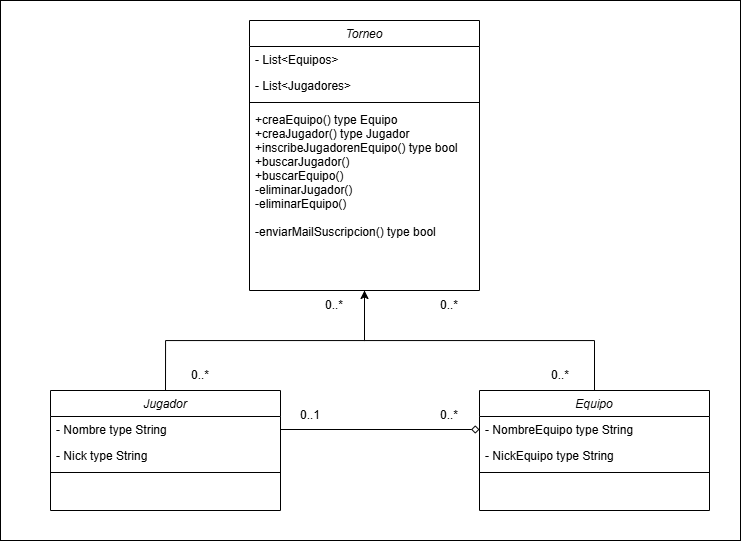 Torneo
- List<Equipos>
- List<Jugadores>
+creaEquipo() type Equipo
+creaJugador() type Jugador
+inscribeJugadorenEquipo() type bool
+buscarJugador()
+buscarEquipo()
-eliminarJugador()
-eliminarEquipo()
-enviarMailSuscripcion() type bool
0..*
0..*
0..*
0..*
Jugador
- Nombre type String
- Nick type String
0..1
0..*
Equipo
- NombreEquipo type String
- NickEquipo type String